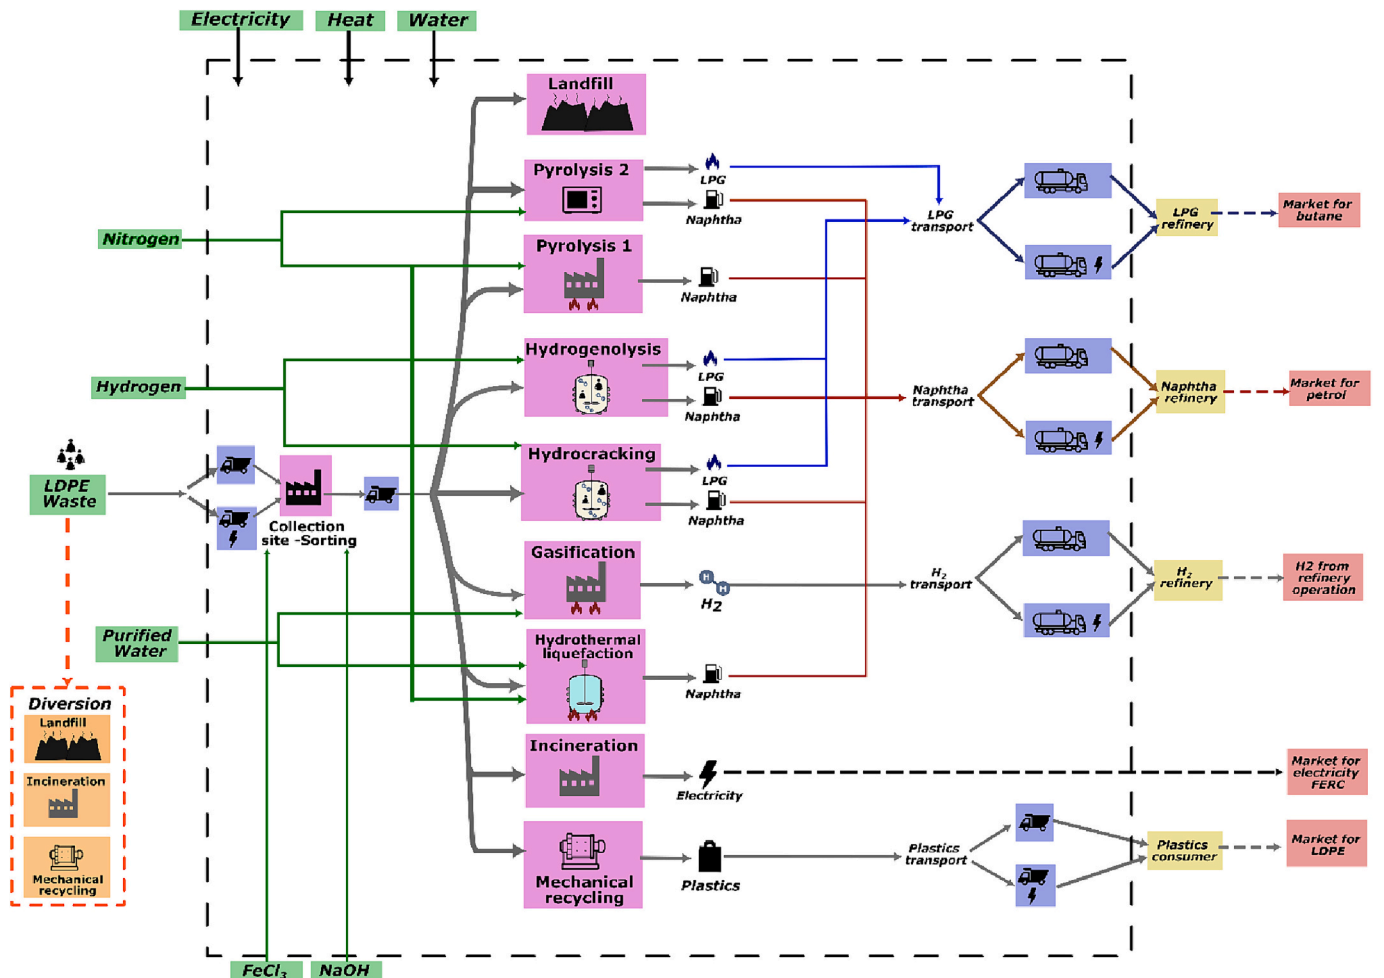 Electricity
Heat
Water
Landfill
Pyrolysis 2
LPG
Naphtha
Nitrogen
Pyrolysis 1
Naphtha
LPG
transport
LPG
refinery
Market for
butane
Hydrogen
Hydrogenolysis
LPG
Naphtha
Naphtha
transport
Naphtha
refinery
Market for
petrol
LDPE
Waste
Collection
site -Sorting
Hydrocracking
LPG
Naphtha
Gasification
H H
H2
H₂
transport
H₂
refinery
H2 from
refinery
operation
Purified
Water
Hydrothermal
liquefaction
Naphtha
Diversion
Landfill
Incineration
Mechanical
recycling
Incineration
Electricity
Market for
electricity
FERC
Mechanical
recycling
Plastics
Plastics
transport
Plastics
consumer
Market for
LDPE
FeCl₃
NaOH